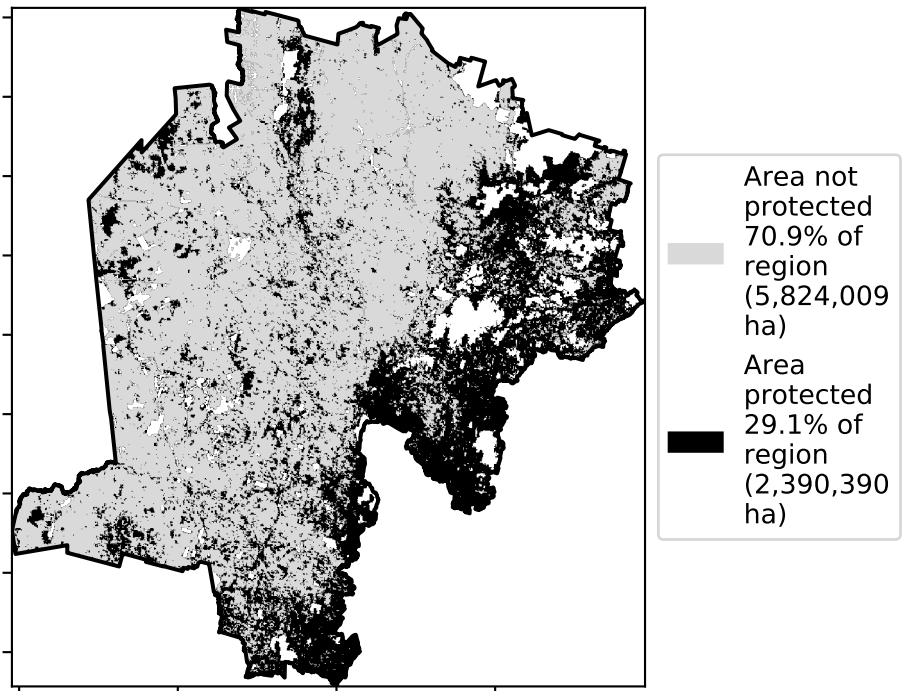 Area not
protected
70.9% of
region
(5,824,009
ha)
Area
protected
29.1% of
region
(2,390,390
ha)